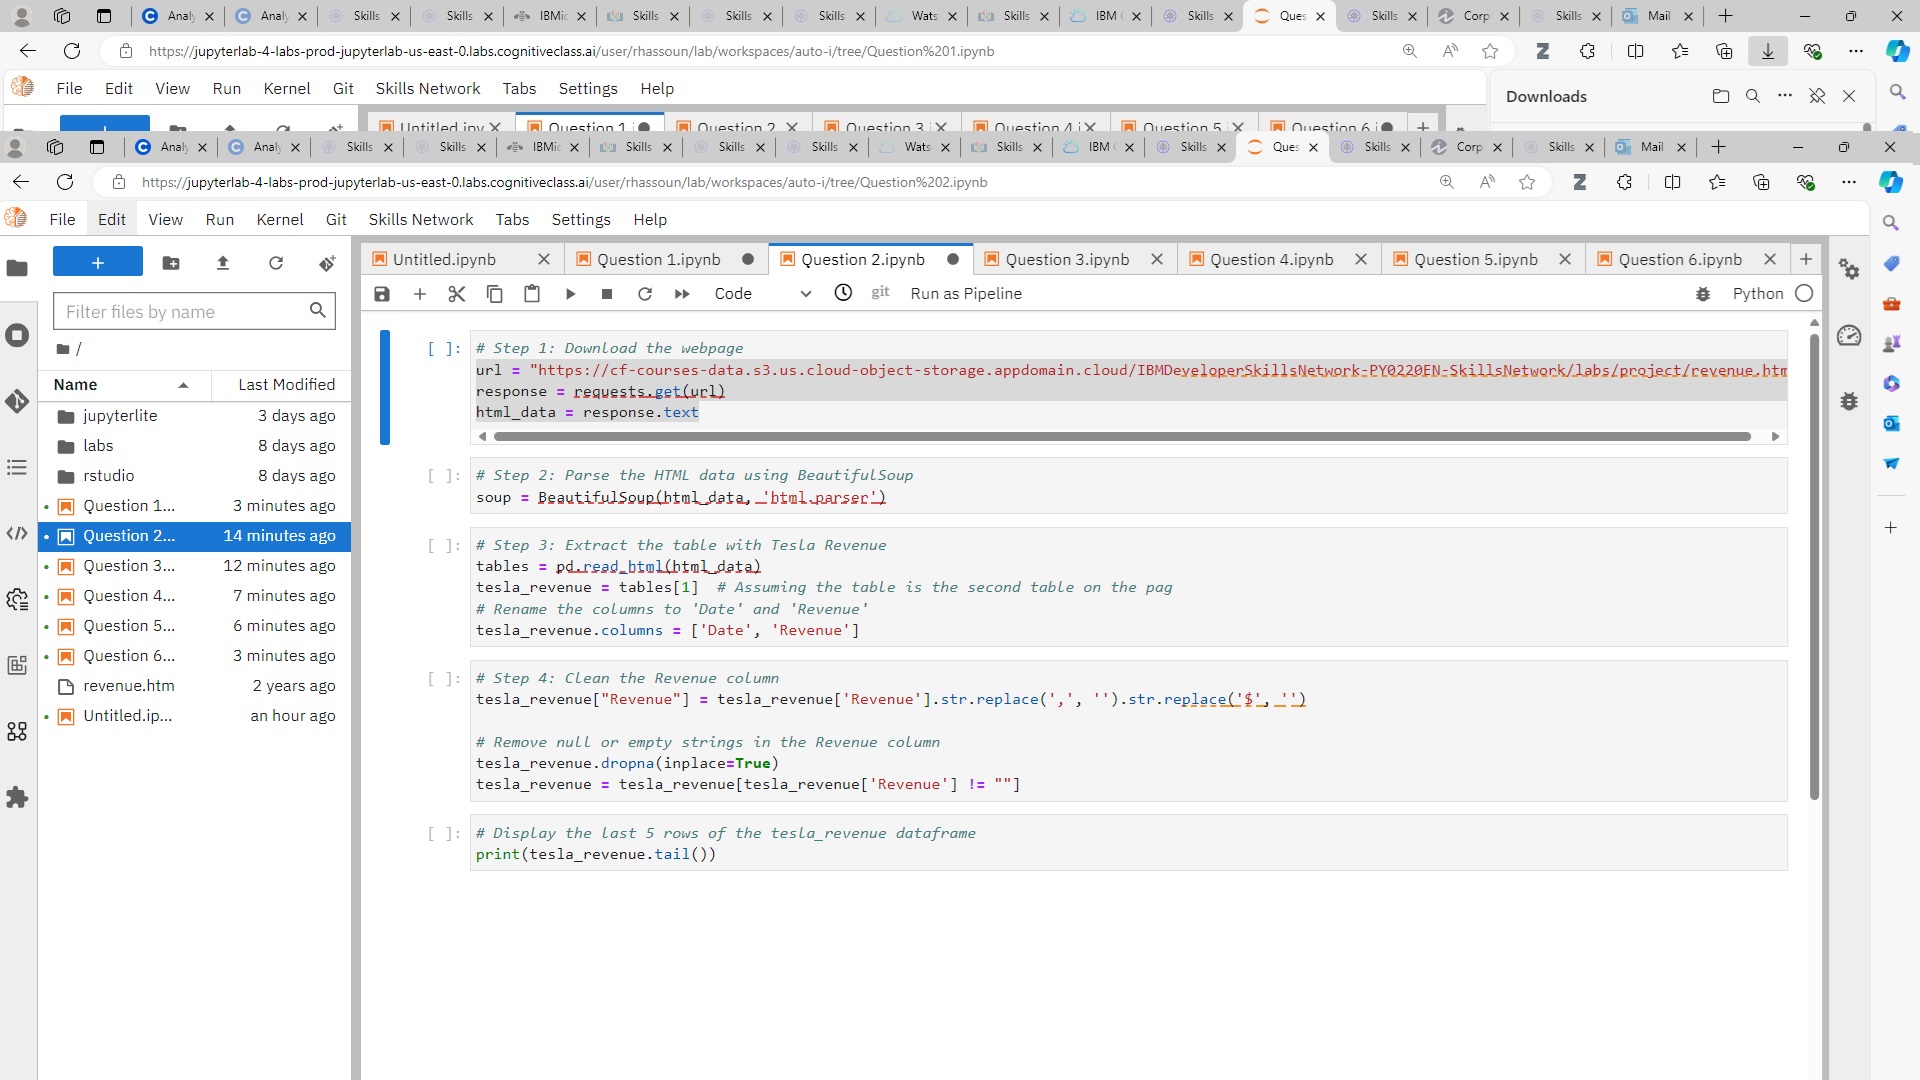 Analy
Analy
Skills
Skills
IBMic
Skills
Skills
Skills
Wats
Skills
IBM
Skills
Ques
Skills
Corp
Skills
Mail
https://jupyterlab-4-labs-prod-jupyterlab-us-east-0.labs.cognitiveclass.ai/user/rhassoun/lab/workspaces/auto-i/tree/Question%201.ipynb
File Edit View Run Kernel Git Skills Network Tabs Settings Help
Downloads
Untitled.ipy
Question 1.i
Question 2.
Question 3.i
Question 4.i
Question 5.i
Question 6.i
Analy
Analy
Skills
Skills
IBMic
Skills
Skills
Skills
Wats
Skills
IBM
Skills
Ques
Skills
Corp
Skills
Mail
https://jupyterlab-4-labs-prod-jupyterlab-us-east-0.labs.cognitiveclass.ai/user/rhassoun/lab/workspaces/auto-i/tree/Question%202.ipynb
File Edit View Run Kernel Git Skills Network Tabs Settings Help
Untitled.ipynb
Question 1.ipynb
Question 2.ipynb
Question 3.ipynb
Question 4.ipynb
Question 5.ipynb
Question 6.ipynb
Code
git
Run as Pipeline
Python
Filter files by name
/
Name Last Modified
jupyterlite 3 days ago
labs 8 days ago
rstudio 8 days ago
Question 1... 3 minutes ago
Question 2... 14 minutes ago
Question 3... 12 minutes ago
Question 4... 7 minutes ago
Question 5... 6 minutes ago
Question 6... 3 minutes ago
revenue.htm 2 years ago
Untitled.ip... an hour ago
[ ]: # Step 1: Download the webpage
url = "https://cf-courses-data.s3.us.cloud-object-storage.appdomain.cloud/IBMDeveloperSkillsNetwork-PY0220EN-SkillsNetwork/labs/project/revenue.htm
response = requests.get(url)
html_data = response.text
[ ]: # Step 2: Parse the HTML data using BeautifulSoup
soup = BeautifulSoup(html_data, 'html.parser')
[ ]: # Step 3: Extract the table with Tesla Revenue
tables = pd.read_html(html_data)
tesla_revenue = tables[1]  # Assuming the table is the second table on the pag
# Rename the columns to 'Date' and 'Revenue'
tesla_revenue.columns = ['Date', 'Revenue']
[ ]: # Step 4: Clean the Revenue column
tesla_revenue["Revenue"] = tesla_revenue['Revenue'].str.replace(',', '').str.replace('$', '')
# Remove null or empty strings in the Revenue column
tesla_revenue.dropna(inplace=True)
tesla_revenue = tesla_revenue[tesla_revenue['Revenue'] != ""]
[ ]: # Display the last 5 rows of the tesla_revenue dataframe
print(tesla_revenue.tail())